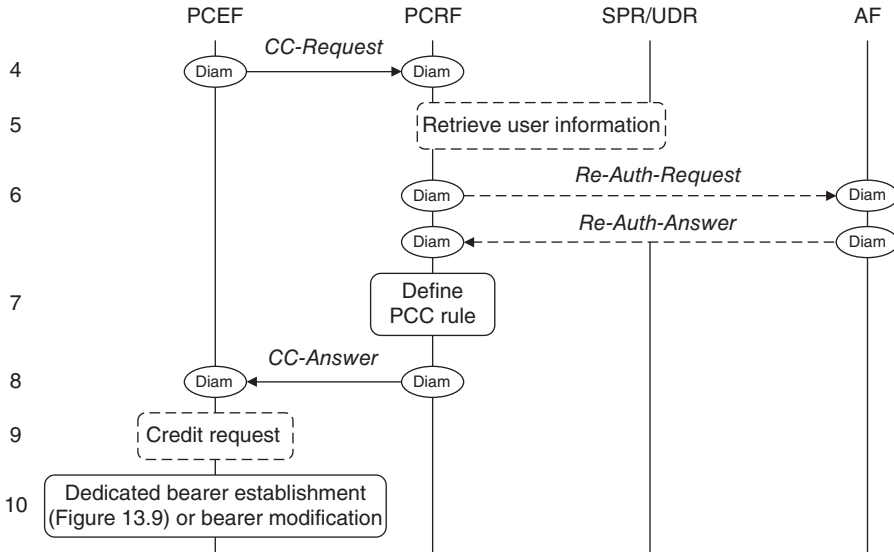 PCEF PCRF SPR/UDR AF
CC-Request
4 Diam Diam
5 Retrieve user information
Re-Auth-Request
6 Diam Diam
Re-Auth-Answer
Diam Diam
7 Define
PCC rule
CC-Answer
8 Diam Diam
9 Credit request
10 Dedicated bearer establishment
(Figure 13.9) or bearer modification